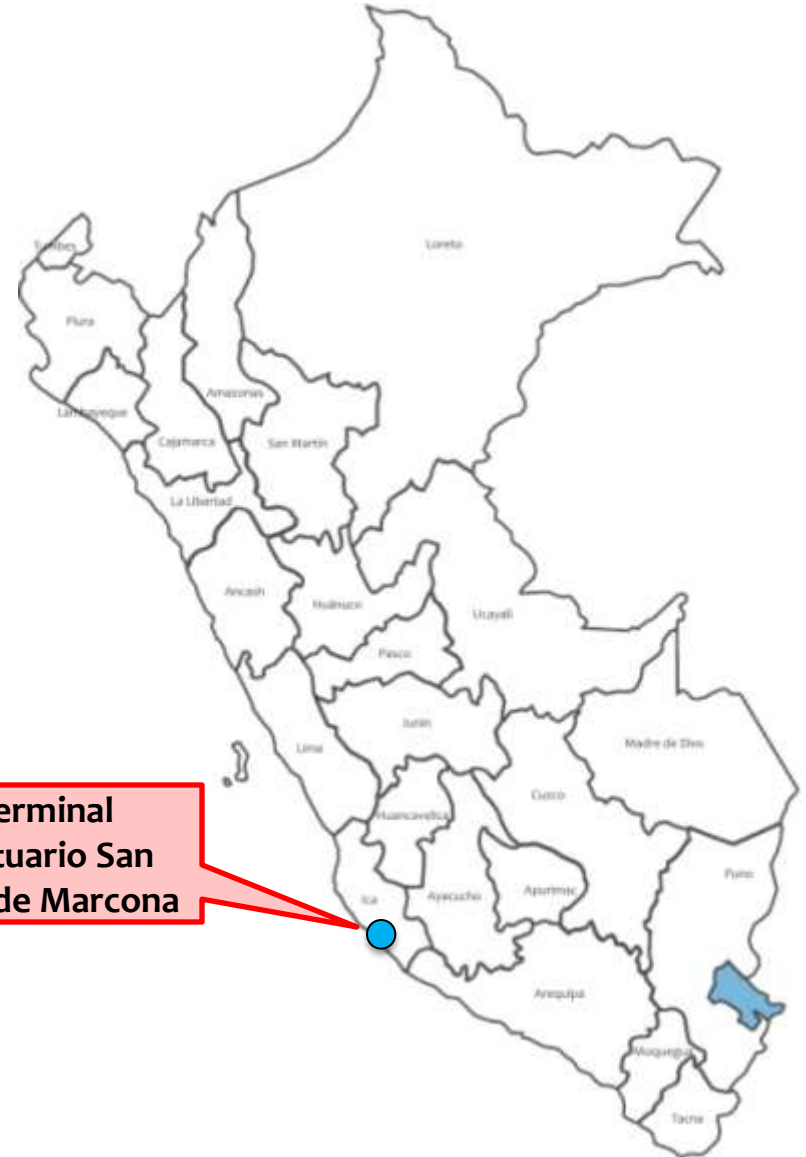 Loreto
Tumbes
Piura
Amazonas
Lambayeque
Cajamarca
San Martín
La Libertad
Ancash
Huánuco
Ucayali
Pasco
Junín
Lima
Madre de Dios
Cusco
erminal
tuario San
de Marcona
Huancavelica
Ica
Ayacucho
Apurímac
Puno
Arequipa
Moquegua
Tacna